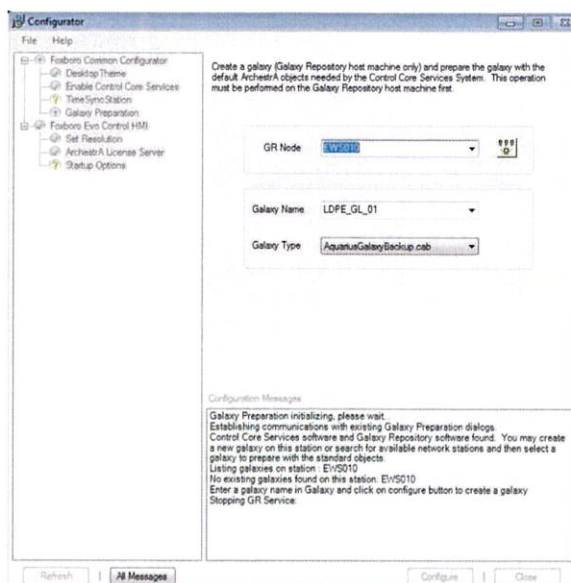 Configurator
File Help
Foxboro Common Configurator
Desktop Theme
Enable Control Core Services
TimeSyncStation
Galaxy Preparation
Foxboro Evo Control HMI
Set Resolution
ArchestrA License Server
Startup Options
Create a galaxy (Galaxy Repository host machine only) and prepare the galaxy with the
default ArchestrA objects needed by the Control Core Services System. This operation
must be performed on the Galaxy Repository host machine first.
GR Node EWS010
Galaxy Name LDPE_GL_01
Galaxy Type AquariusGalaxyBackup.cab
Configuration Messages
Galaxy Preparation initializing, please wait...
Establishing communications with existing Galaxy Preparation dialogs.
Control Core Services software and Galaxy Repository software found. You may create
a new galaxy on this station or search for available network stations and then select a
galaxy to prepare with the standard objects.
Listing galaxies on station : EWS010
No existing galaxies found on this station: EWS010
Enter a galaxy name in Galaxy and click on configure button to create a galaxy
Stopping GR Service:
Refresh All Messages Configure Close